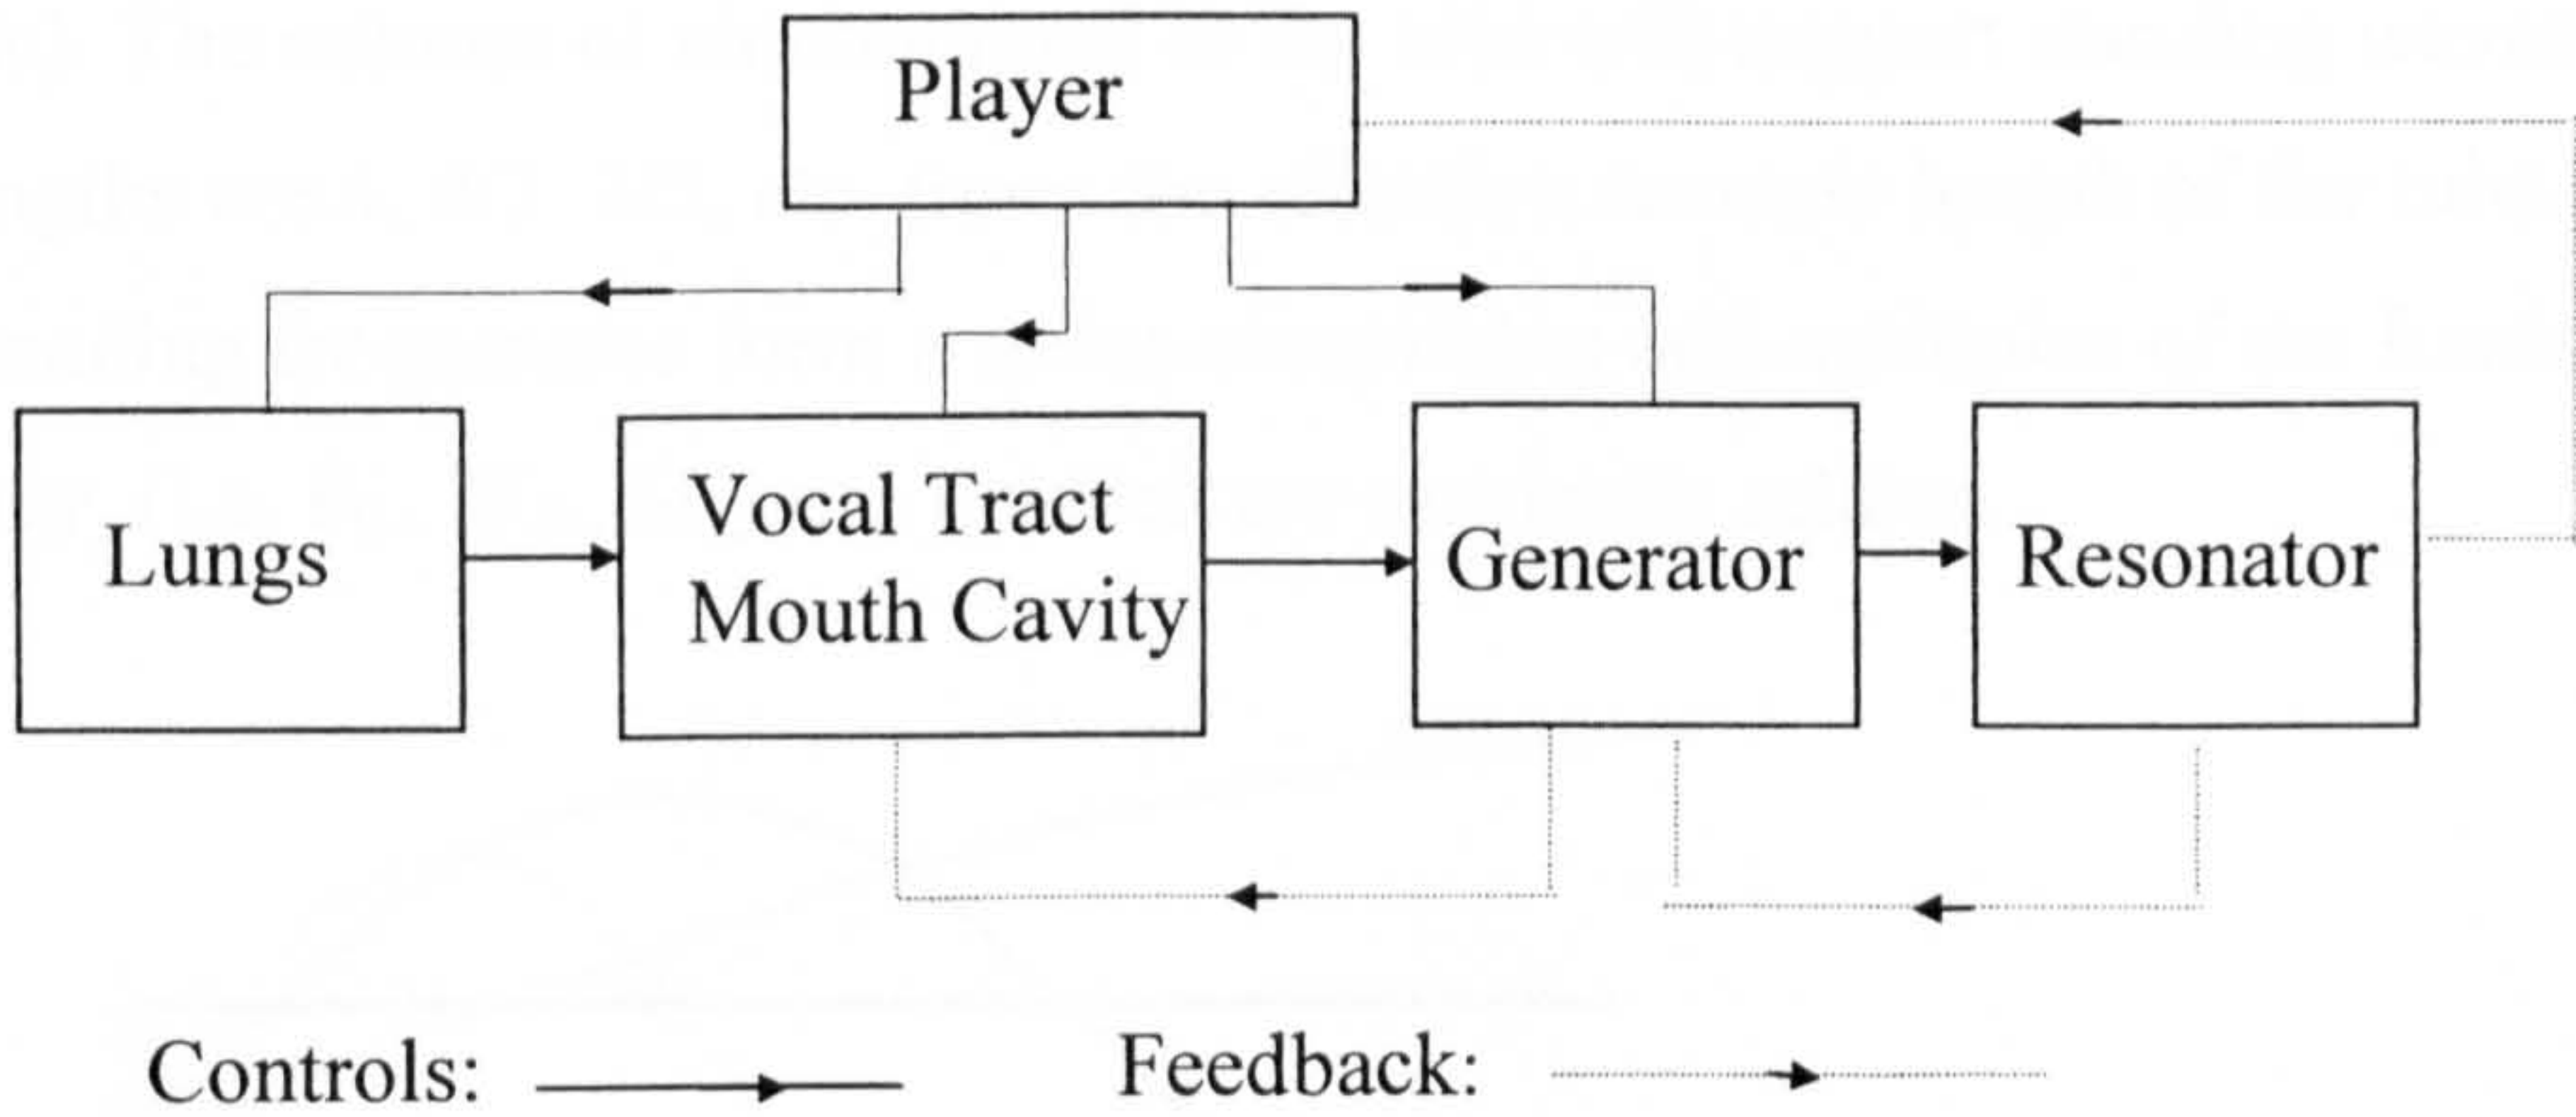 Player
Lungs
Vocal Tract
Mouth Cavity
Generator
Resonator
Controls:
Feedback: